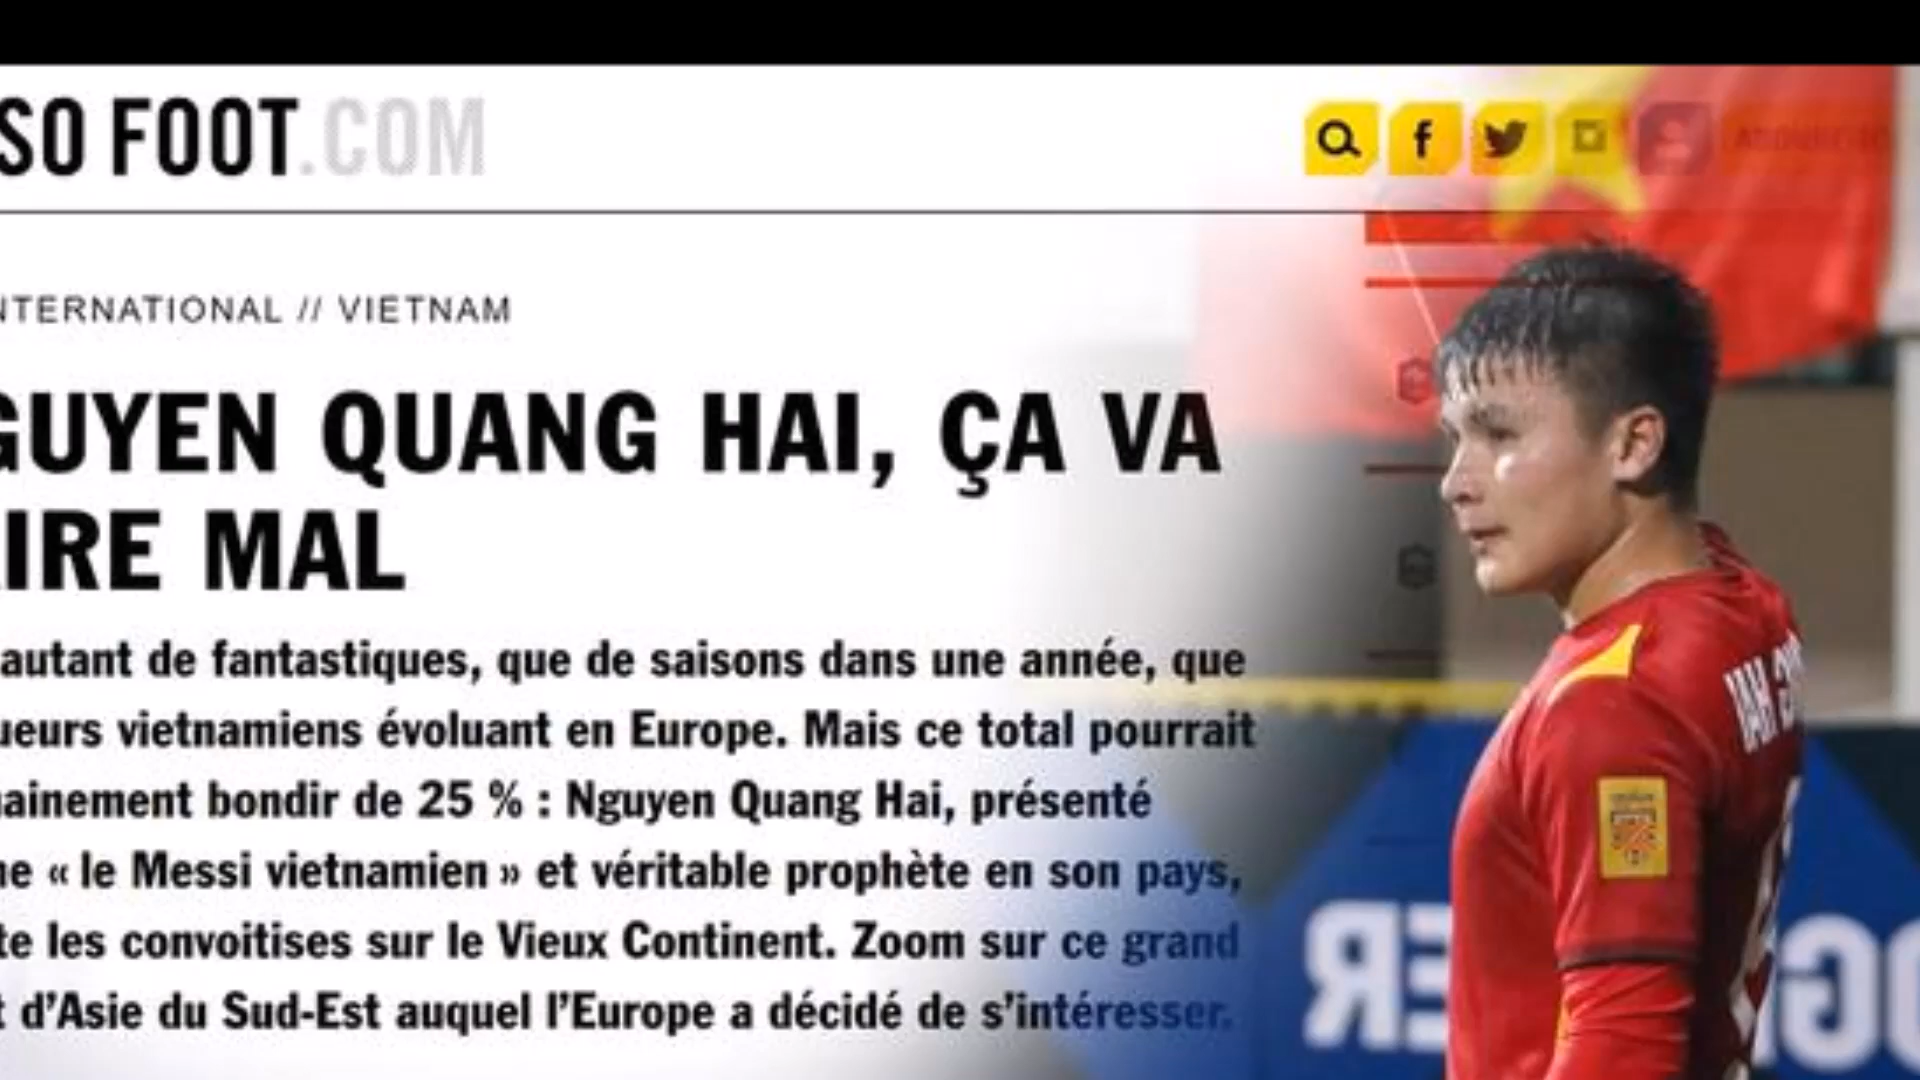 SO FOOT.COM
NTERNATIONAL // VIETNAM
GUYEN QUANG HAI, ÇA VA
IRE MAL
autant de fantastiques, que de saisons dans une année, que
ueurs vietnamiens évoluant en Europe. Mais ce total pourrait
ainement bondir de 25 % : Nguyen Quang Hai, présenté
ne « le Messi vietnamien » et véritable prophète en son pays,
te les convoitises sur le Vieux Continent. Zoom sur ce grand
t d’Asie du Sud-Est auquel l’Europe a décidé de s’intéresser.